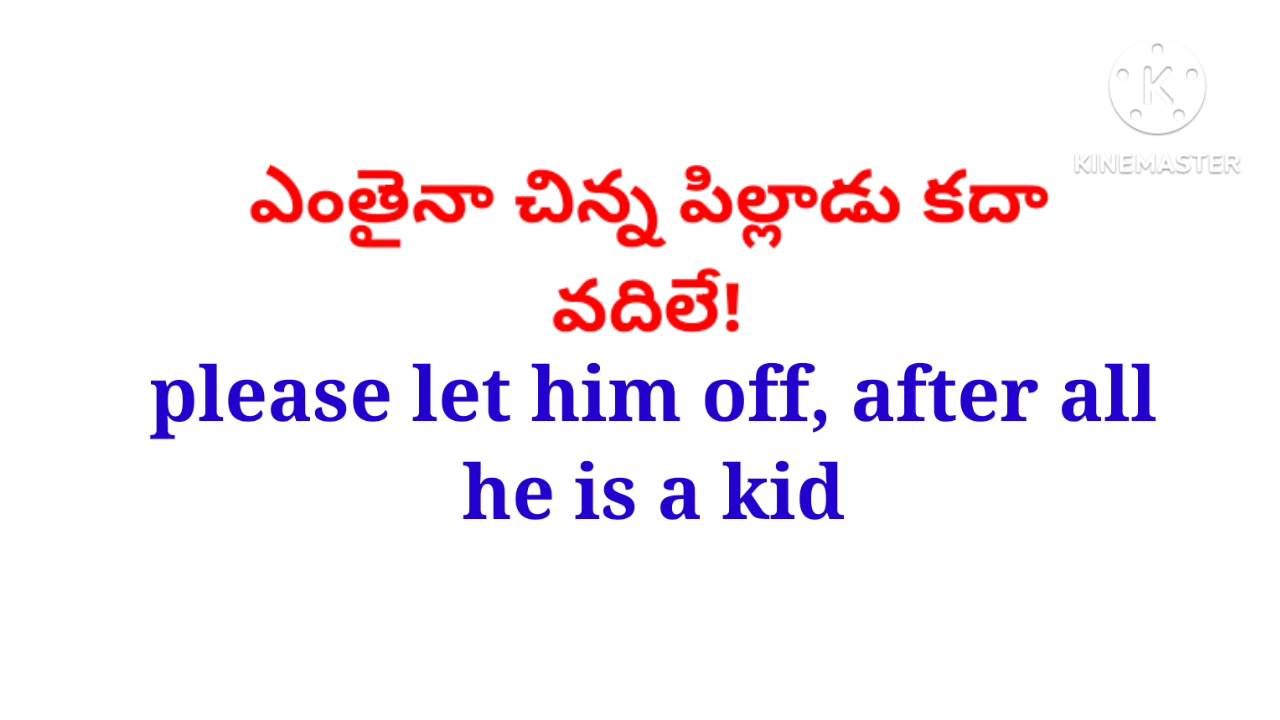 KINEMASTER
ఎంతైనా చిన్న పిల్లాడు కదా
వదిలే!
please let him off, after all
he is a kid